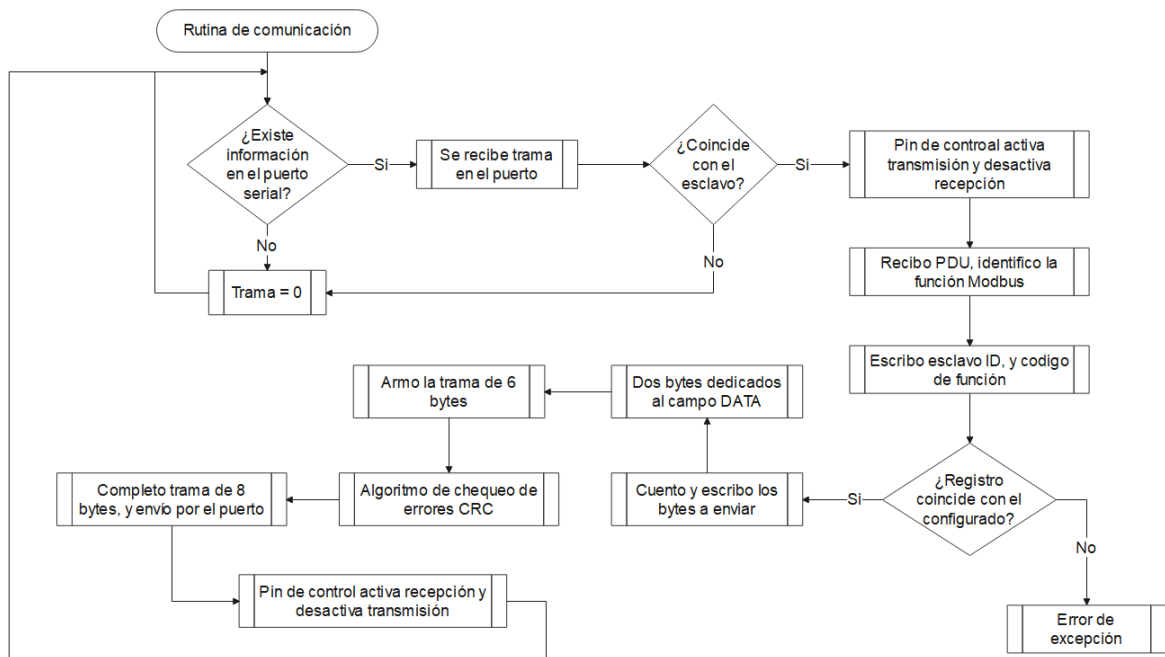 Rutina de comunicación
¿Existe
información
en el puerto
serial?
Si
Se recibe trama
en el puerto
¿Coincide
con el
esclavo?
Si
Pin de controal activa
transmisión y desactiva
recepción
No
Trama = 0
No
Recibo PDU, identifico la
función Modbus
Escribo esclavo ID, y codigo
de función
¿Registro
coincide con el
configurado?
Si
Cuento y escribo los
bytes a enviar
Dos bytes dedicados
al campo DATA
Armo la trama de 6
bytes
Algoritmo de chequeo de
errores CRC
Completo trama de 8
bytes, y envío por el puerto
Pin de control activa recepción y
desactiva transmisión
No
Error de
excepción